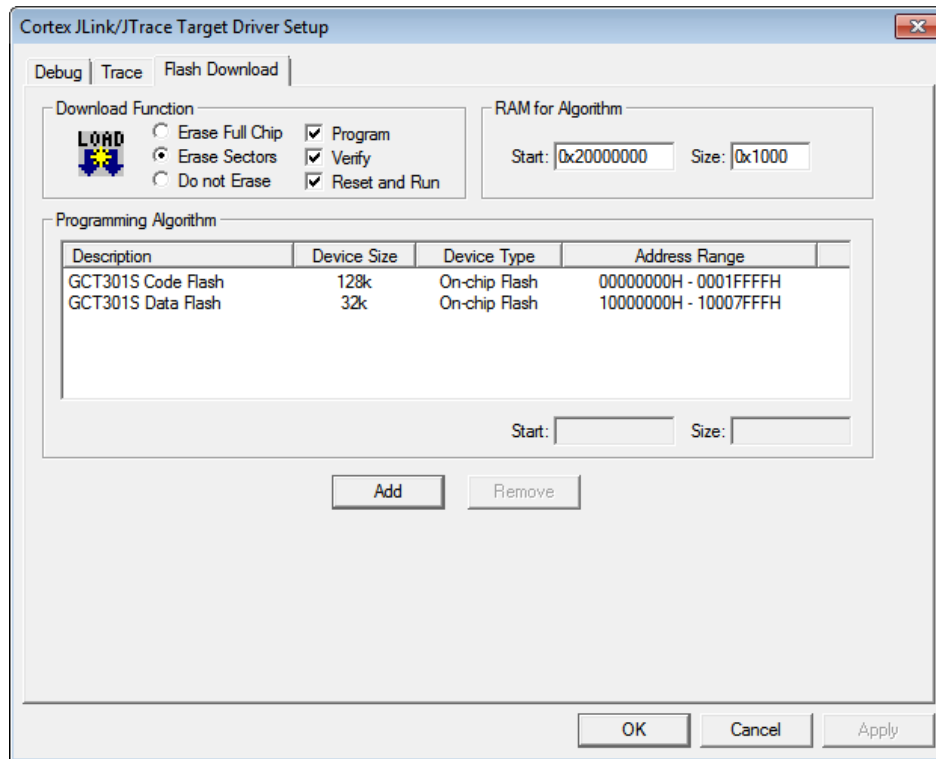 Cortex JLink/JTrace Target Driver Setup
Debug Trace Flash Download
Download Function
LOAD
Erase Full Chip
Erase Sectors
Do not Erase
Program
Verify
Reset and Run
RAM for Algorithm
Start: 0x20000000 Size: 0x1000
Programming Algorithm
Description Device Size Device Type Address Range
GCT301S Code Flash 128k On-chip Flash 00000000H - 0001FFFFH
GCT301S Data Flash 32k On-chip Flash 10000000H - 10007FFFH
Start: Size:
Add Remove
OK Cancel Apply